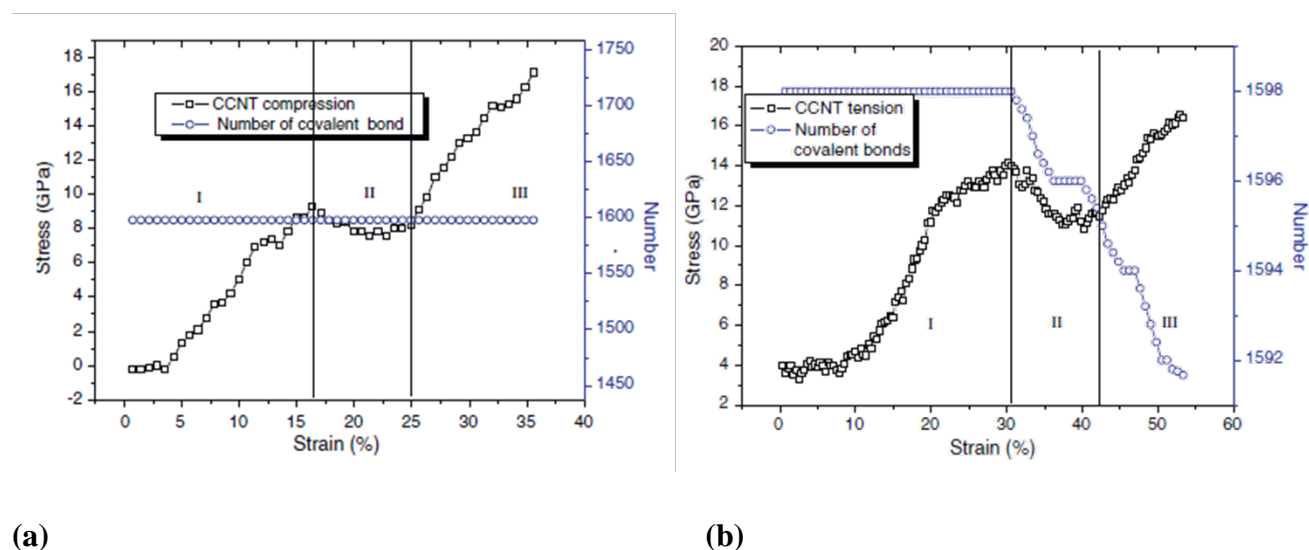 18
16
14
12
10
8
6
4
2
0
-2
Stress (GPa)
CCNT compression
Number of covalent bond
I
II
III
1750
1700
1650
1600
1550
1500
1450
Number
0 5 10 15 20 25 30 35 40
Strain (%)
(a)
(b)
20
18
16
14
12
10
8
6
4
2
Stress (GPa)
CCNT tension
Number of
covalent bonds
I
II
III
1598
1596
1594
1592
Number
0 10 20 30 40 50 60
Strain (%)
(b)